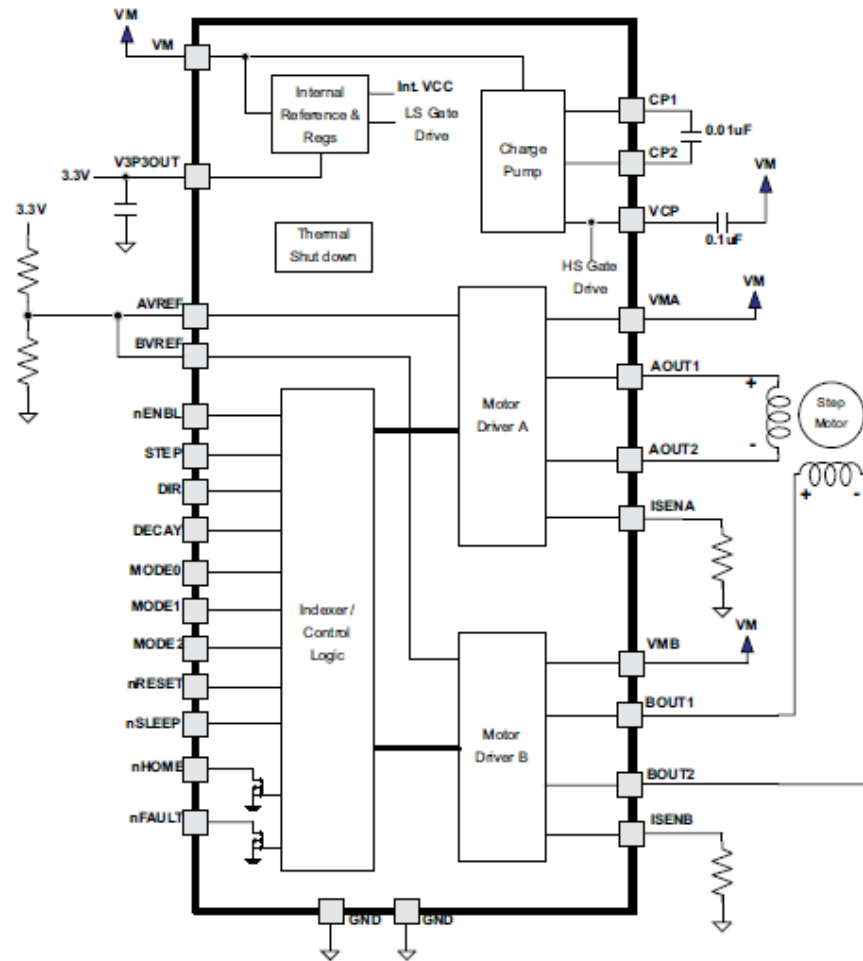 VM
VM
Internal
Reference &
Regs
Int. VCC
LS Gate
Drive
Charge
Pump
CP1
0.01uF
CP2
VM
VCP
0.1uF
HS Gate
Drive
V3P3OUT
3.3V
3.3V
Thermal
Shut down
AVREF
BVREF
VMA
VM
AOUT1
Motor
Driver A
+
Step
Motor
-
AOUT2
+
-
ISENA
nENBL
STEP
DIR
DECAY
MODE0
MODE1
MODE2
nRESET
nSLEEP
nHOME
nFAULT
Indexer /
Control
Logic
VM
VMB
BOUT1
Motor
Driver B
BOUT2
ISENB
GND
GND